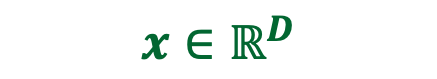 𝒙 ∈ ℝᴰ